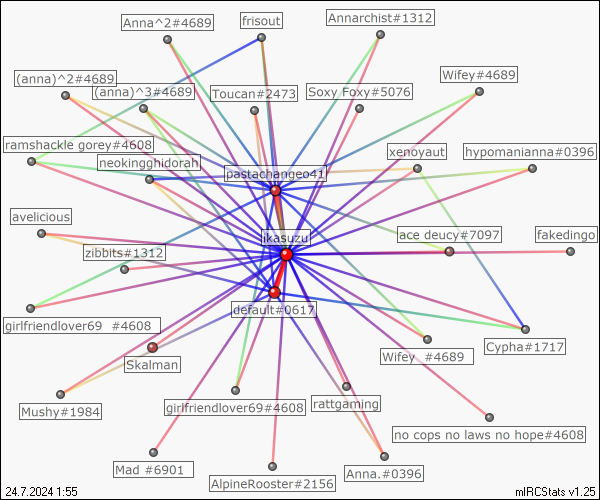 Anna^2#4689
frisout
Annarchist#1312
(anna)^2#4689
(anna)^3#4689
Toucan#2473
Soxy Foxy#5076
Wifey#4689
ramshackle gorey#4608
neokingghidorah
pastachangeo41
xenoyaut
hypomanianna#0396
avelicious
ikasuzu
ace deucy#7097
fakedingo
zibbits#1312
default#0617
girlfriendlover69 #4608
Skalman
Wifey #4689
Cypha#1717
Mushy#1984
girlfriendlover69#4608
rattgaming
no cops no laws no hope#4608
Mad #6901
AlpineRooster#2156
Anna.#0396
24.7.2024 1:55
mIRCStats v1.25